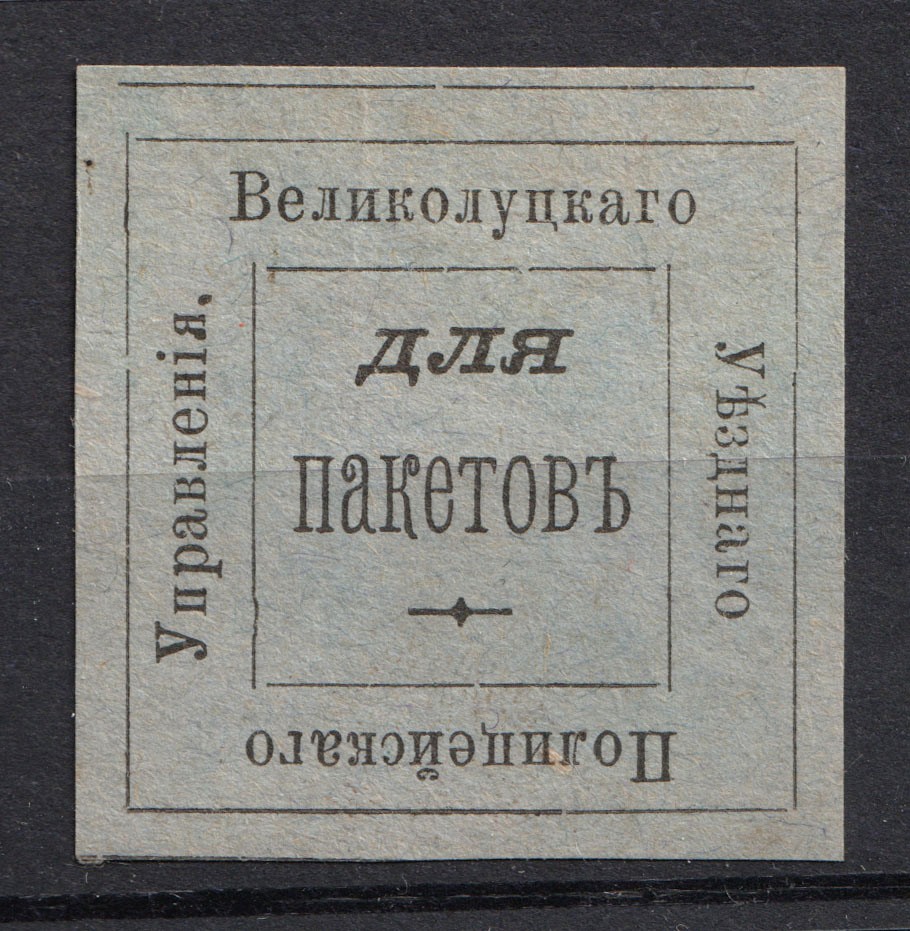 Великолуцкаго
Уѣзднаго
Полицейскаго
Управленія.
для
пакетовъ